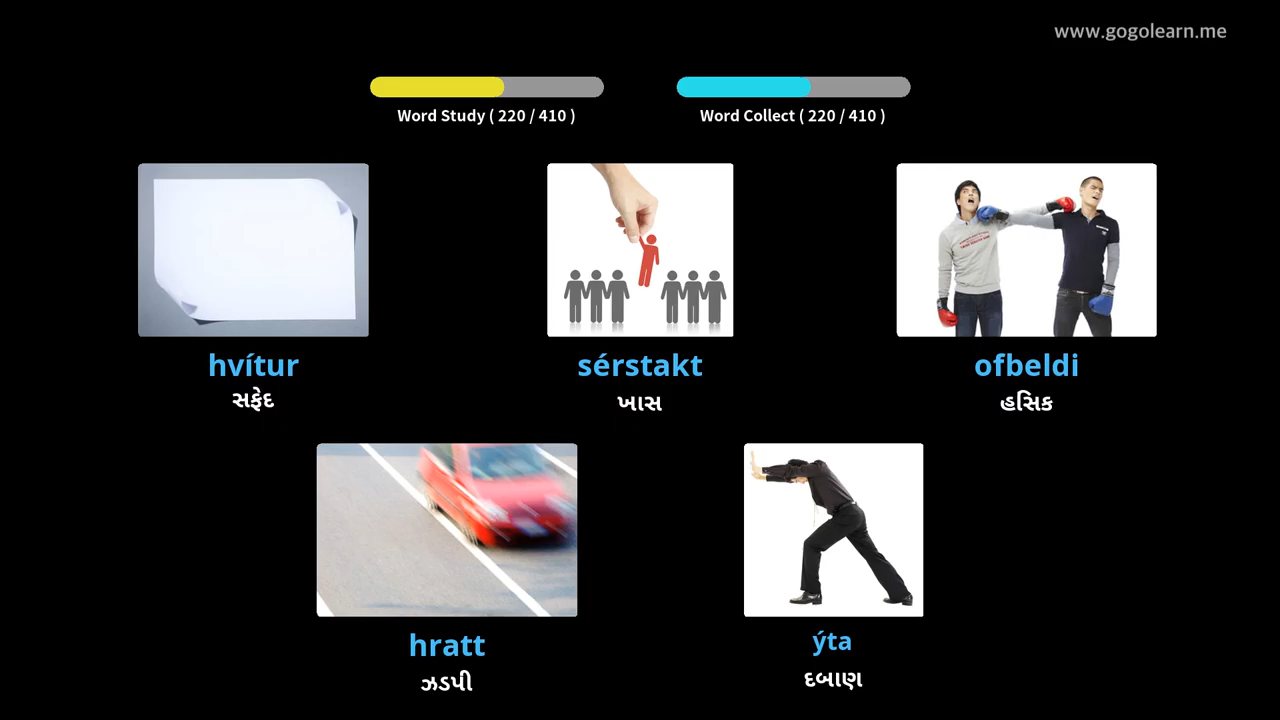 www.gogolearn.me
Word Study ( 220 / 410 )
Word Collect ( 220 / 410 )
hvítur
સફેદ
sérstakt
ખાસ
ofbeldi
હસિક
hratt
ઝડપી
ýta
દબાણ